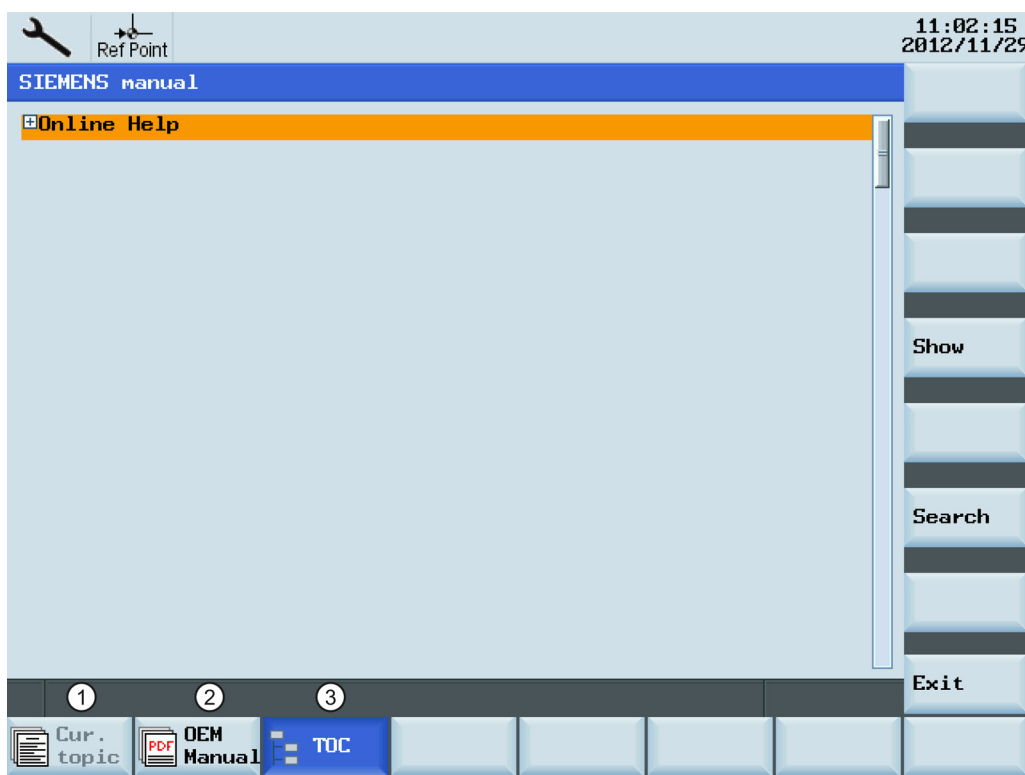 11:02:15
Ref Point
2012/11/29
SIEMENS manual
Online Help
Show
Search
Exit
1 2 3
Cur. topic
PDF
OEM Manual
TOC